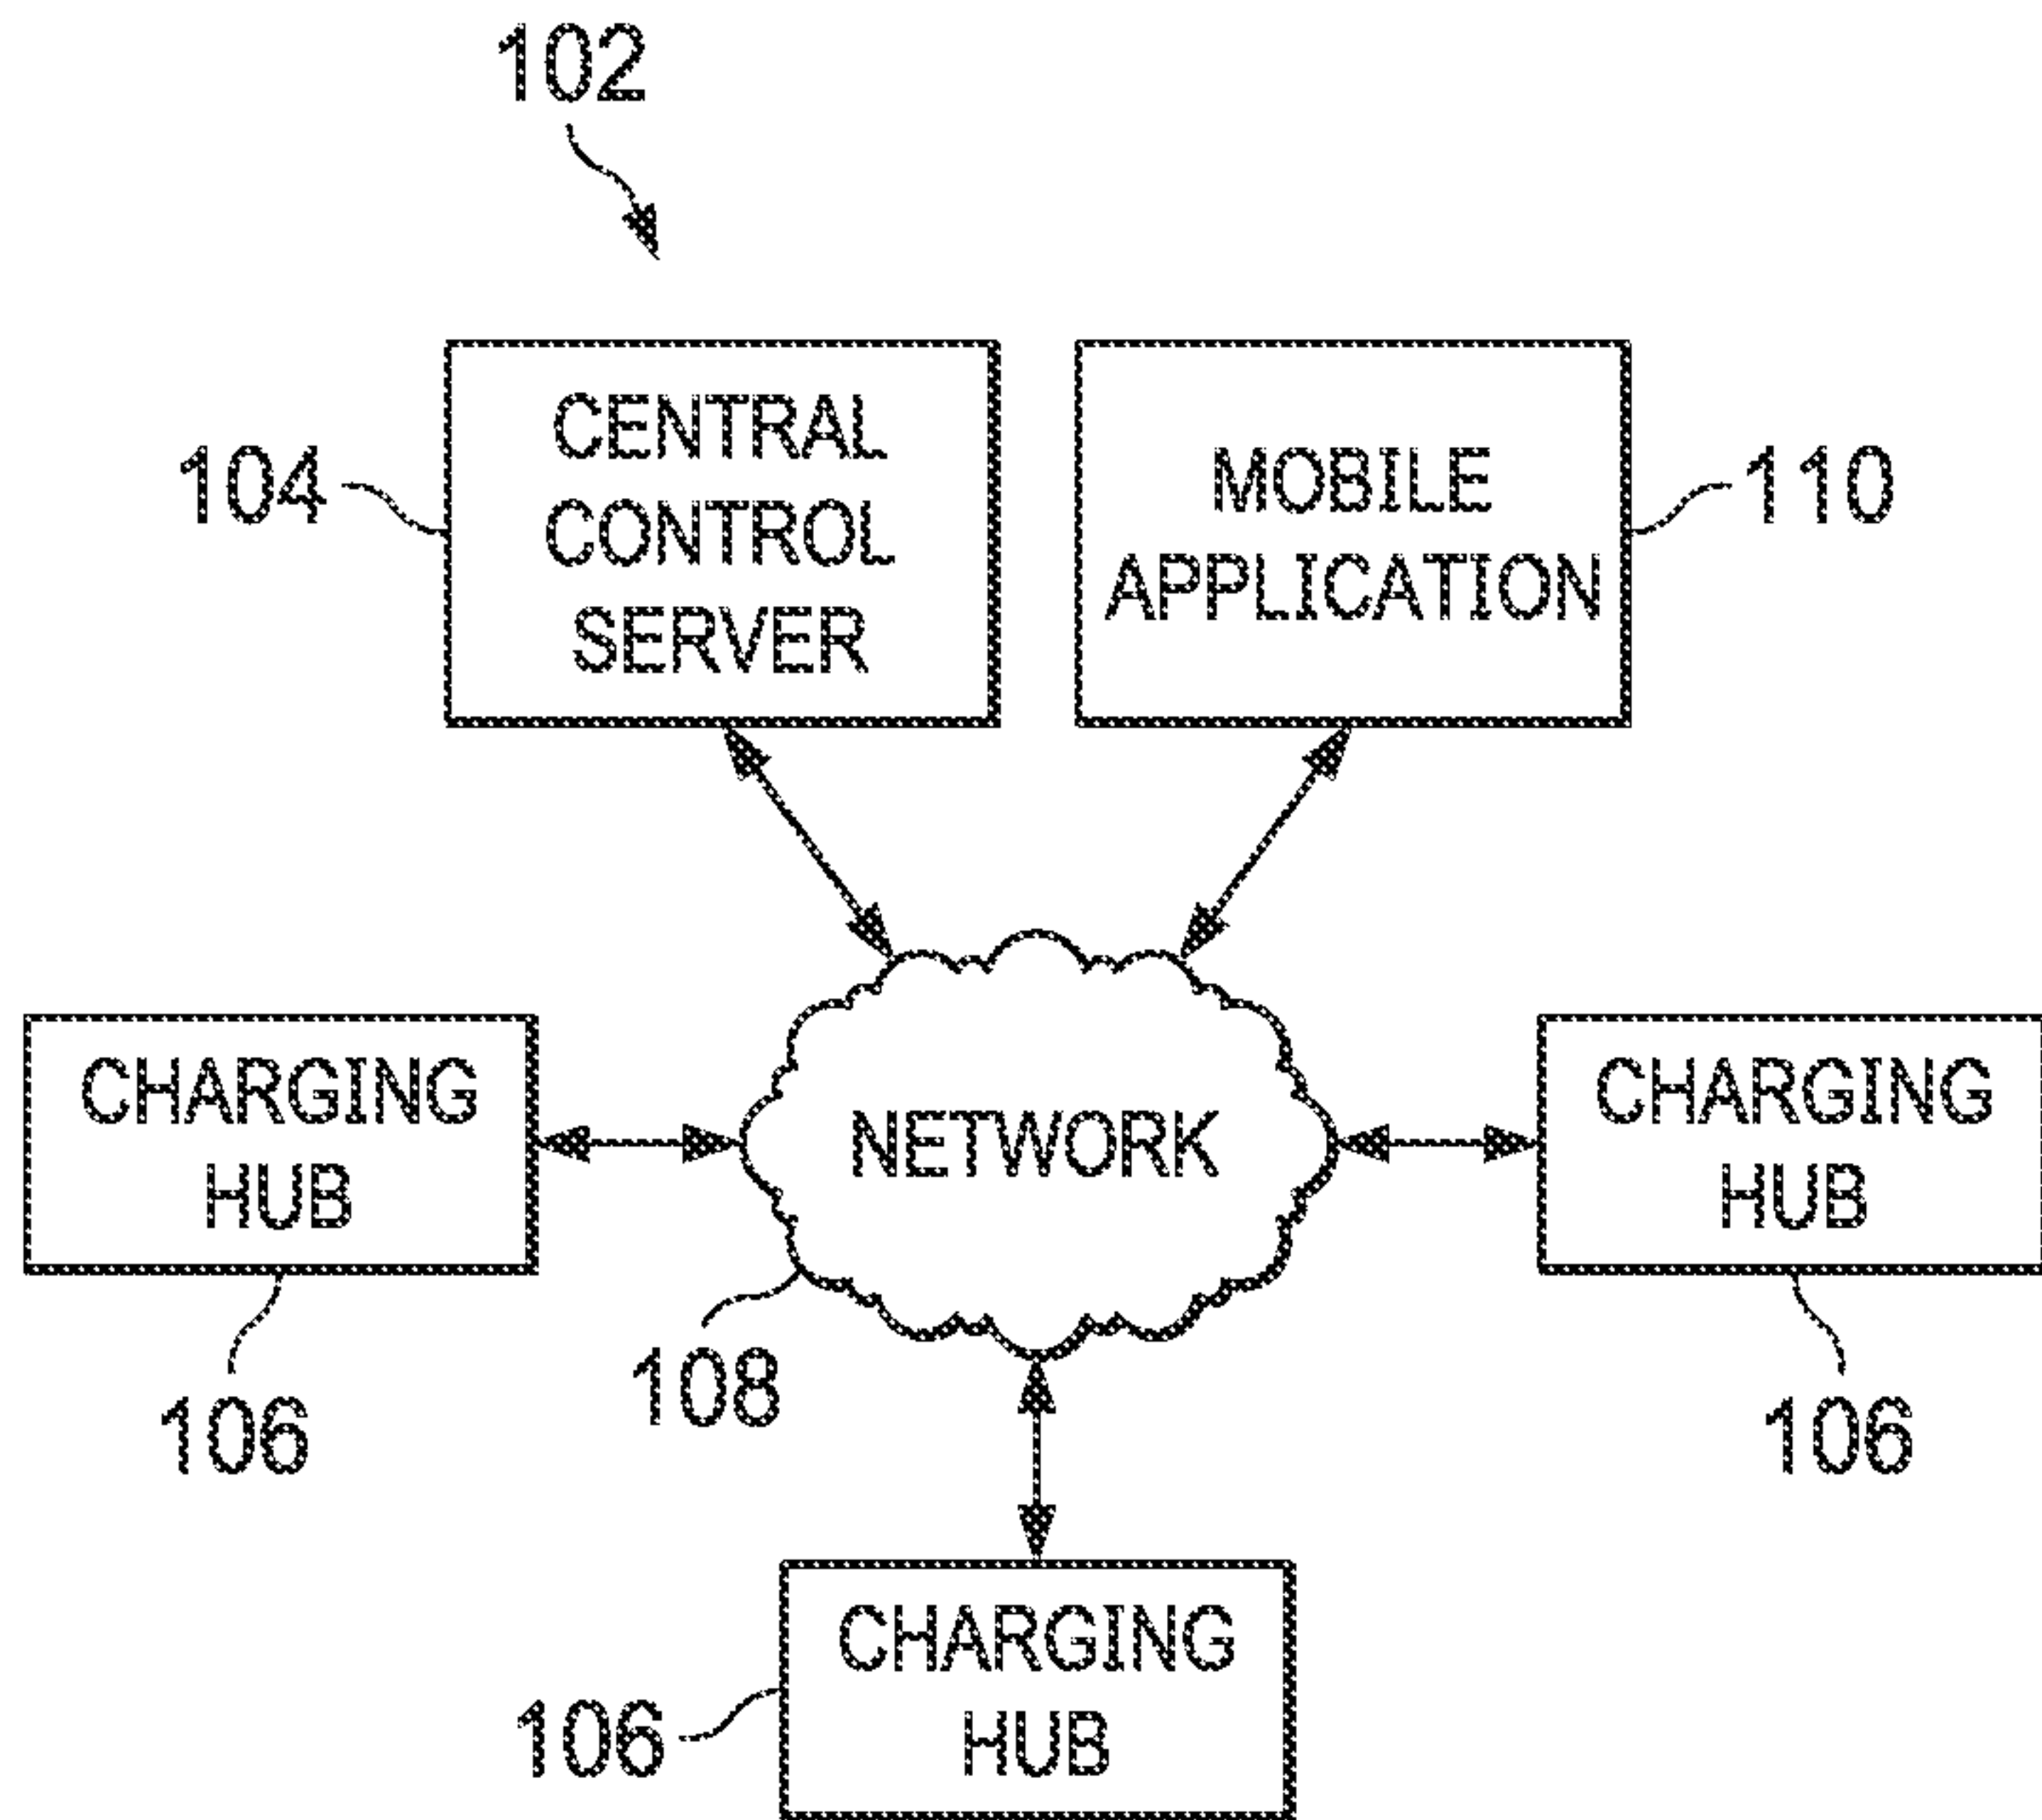 102
104
CENTRAL
CONTROL
SERVER
MOBILE
APPLICATION
110
CHARGING
HUB
106
NETWORK
108
CHARGING
HUB
106
CHARGING
HUB
106